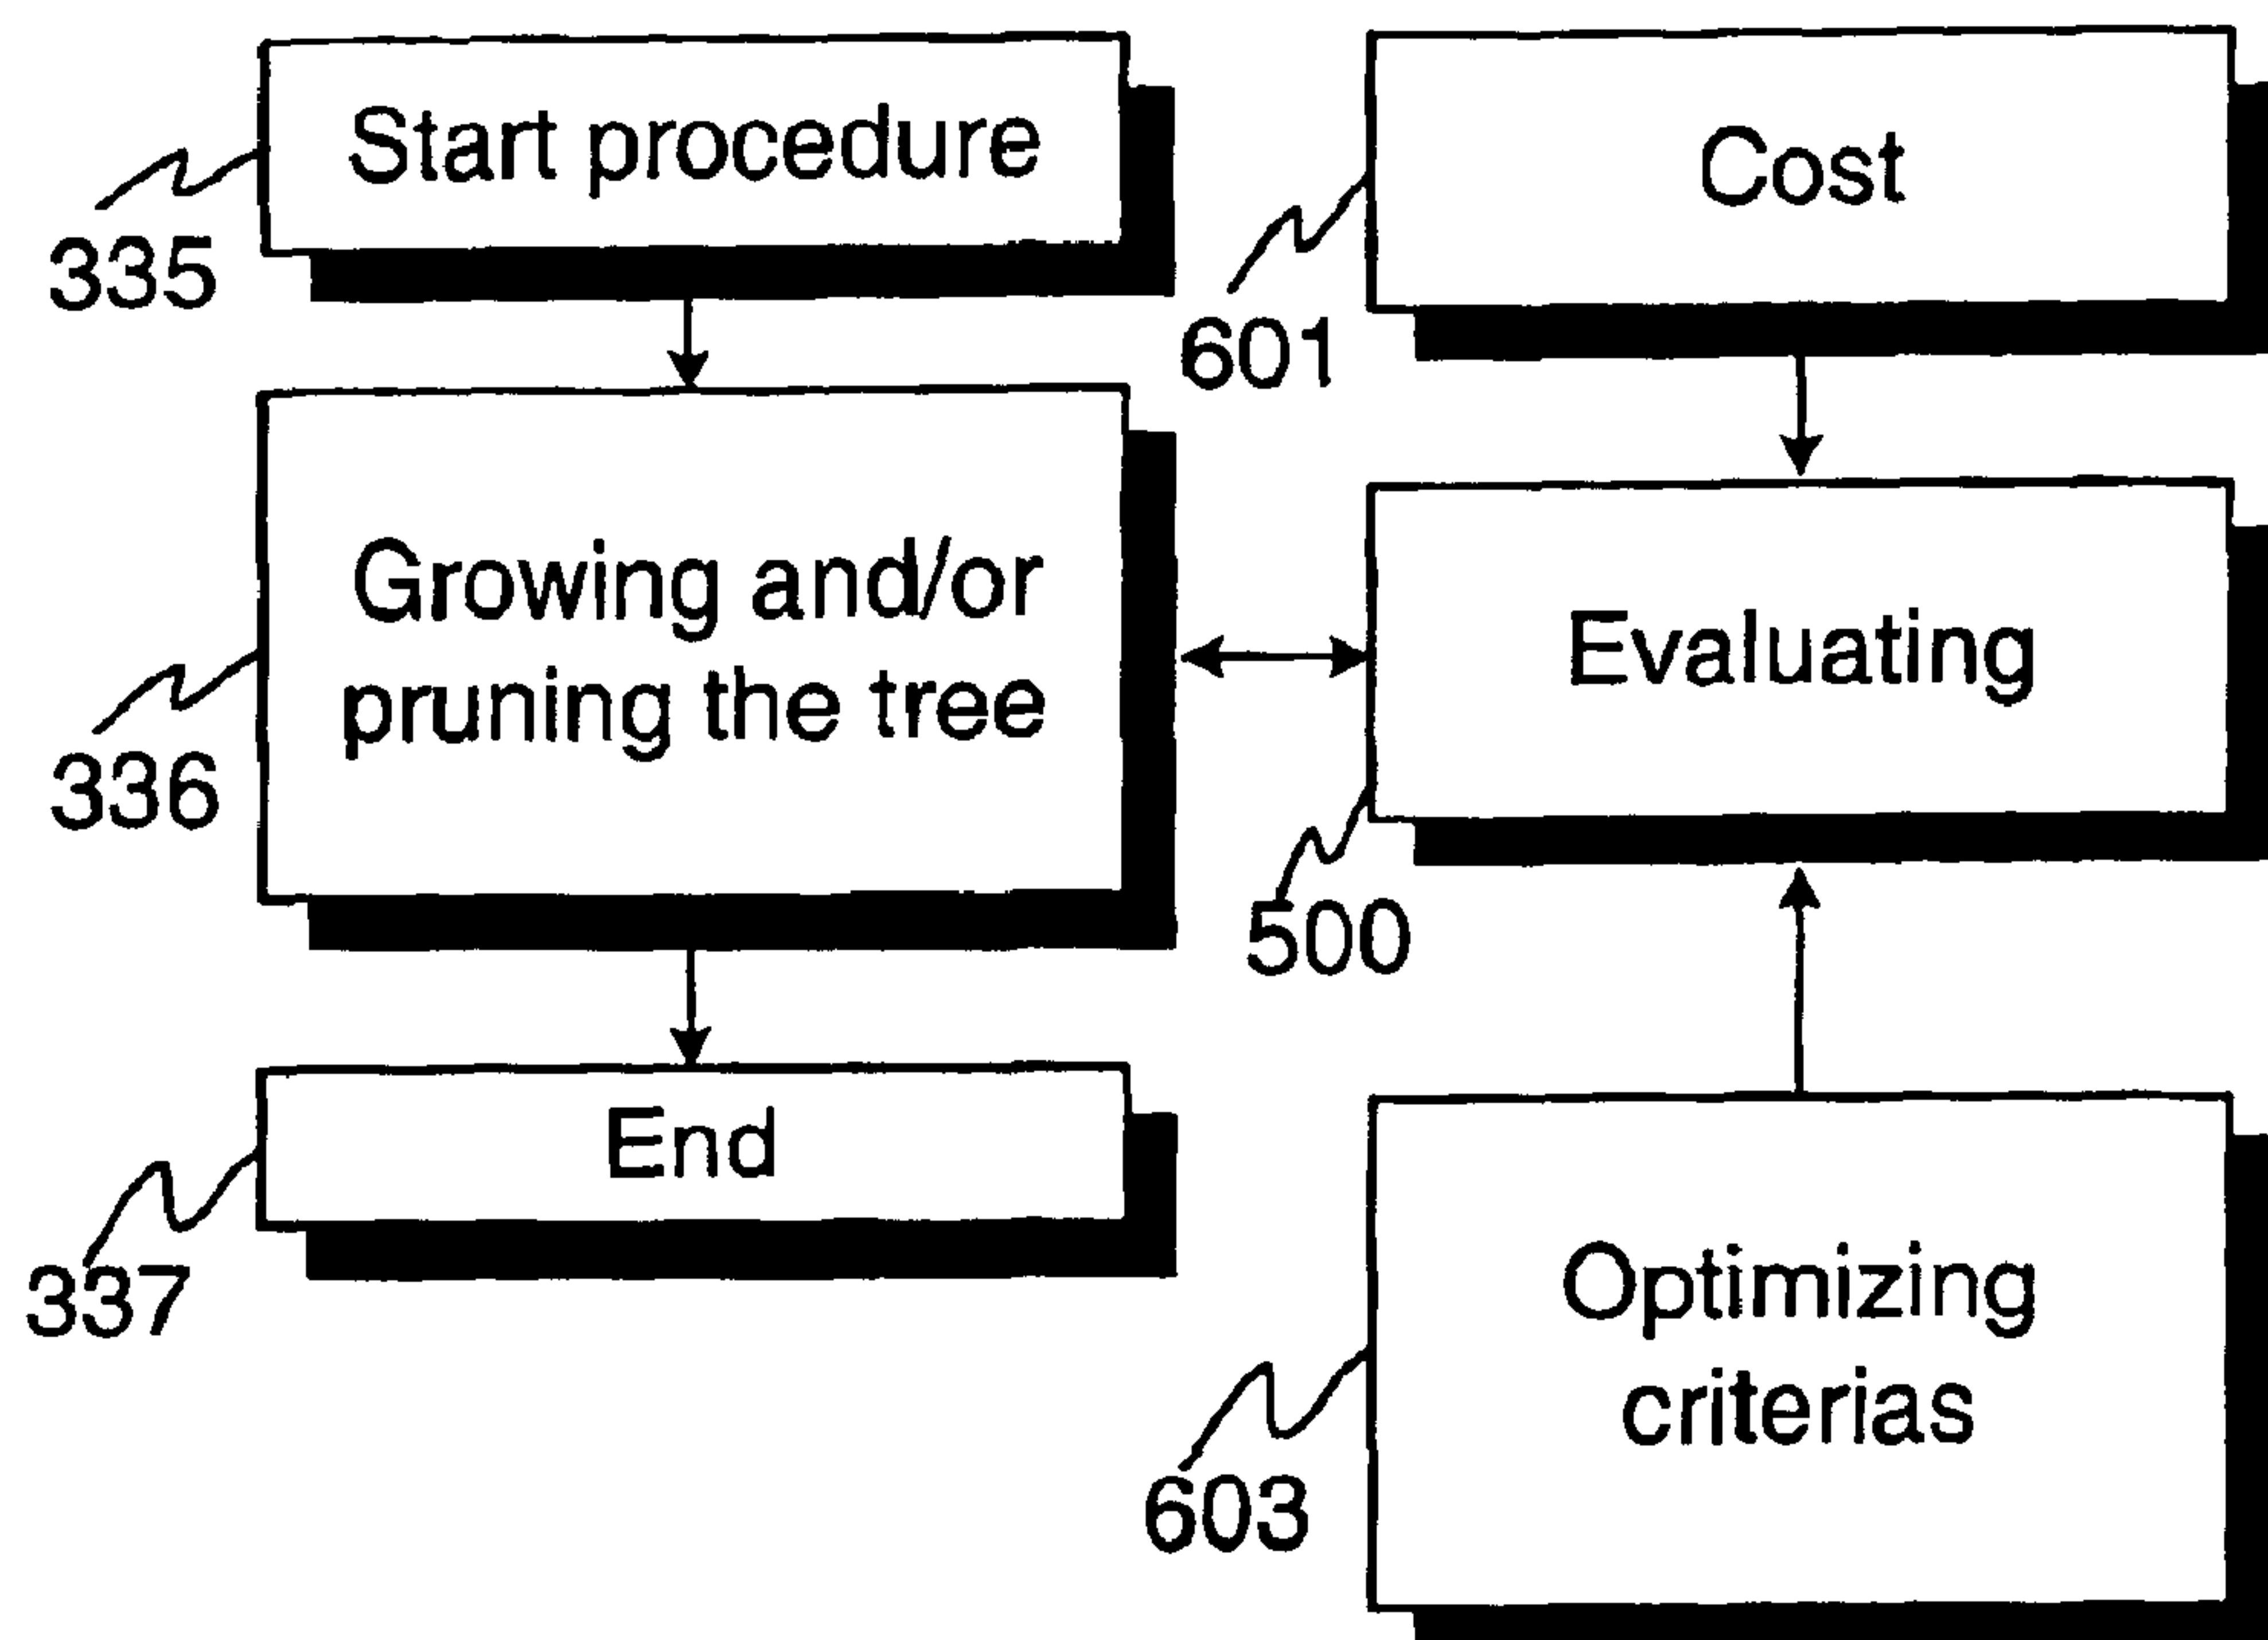 Start procedure
335
Growing and/or
pruning the tree
336
End
337
Cost
601
Evaluating
500
Optimizing
criterias
603